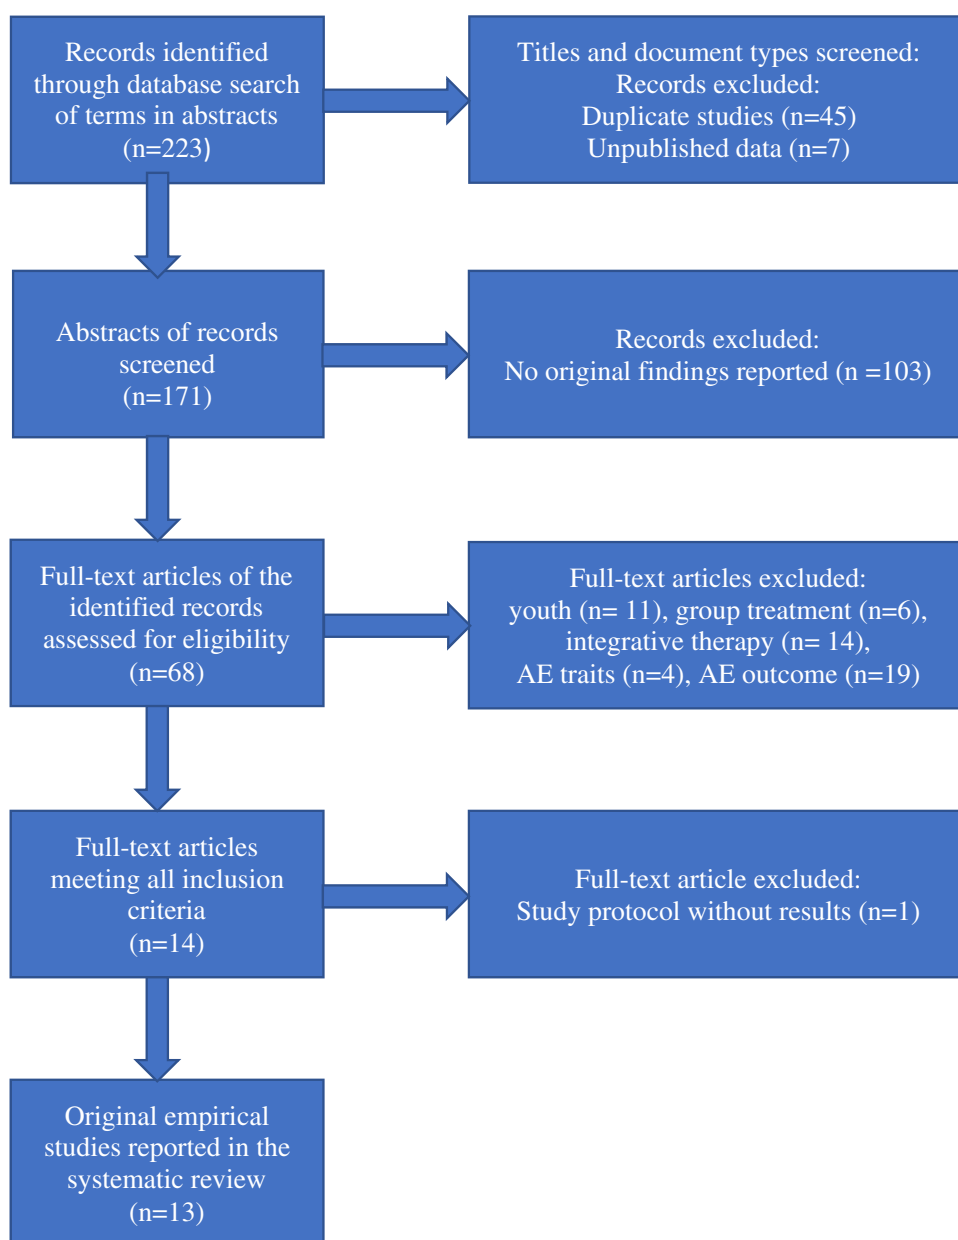 Records identified
through database search
of terms in abstracts
(n=223)
Titles and document types screened:
Records excluded:
Duplicate studies (n=45)
Unpublished data (n=7)
Abstracts of records
screened
(n=171)
Records excluded:
No original findings reported (n =103)
Full-text articles of the
identified records
assessed for eligibility
(n=68)
Full-text articles excluded:
youth (n= 11), group treatment (n=6),
integrative therapy (n= 14),
AE traits (n=4), AE outcome (n=19)
Full-text articles
meeting all inclusion
criteria
(n=14)
Full-text article excluded:
Study protocol without results (n=1)
Original empirical
studies reported in the
systematic review
(n=13)